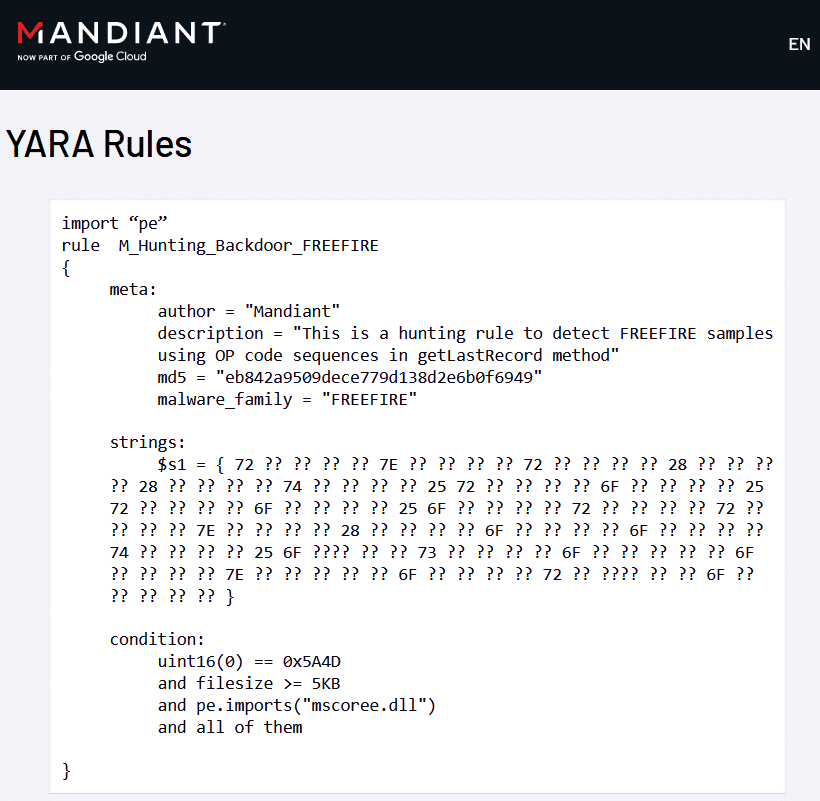 MANDIANT
NOW PART OF Google Cloud
EN
YARA Rules
import “pe”
rule  M_Hunting_Backdoor_FREEFIRE
{
meta:
author = "Mandiant"
description = "This is a hunting rule to detect FREEFIRE samples
using OP code sequences in getLastRecord method"
md5 = "eb842a9509dece779d138d2e6b0f6949"
malware_family = "FREEFIRE"
strings:
$s1 = { 72 ?? ?? ?? ?? 7E ?? ?? ?? ?? 72 ?? ?? ?? ?? 28 ?? ?? ??
?? 28 ?? ?? ?? ?? 74 ?? ?? ?? ?? 25 72 ?? ?? ?? ?? 6F ?? ?? ?? ?? 25
72 ?? ?? ?? ?? 6F ?? ?? ?? ?? 25 6F ?? ?? ?? ?? 72 ?? ?? ?? ?? 72 ??
?? ?? ?? 7E ?? ?? ?? ?? 28 ?? ?? ?? ?? 6F ?? ?? ?? ?? 6F ?? ?? ?? ??
74 ?? ?? ?? ?? 25 6F ???? ?? ?? 73 ?? ?? ?? ?? 6F ?? ?? ?? ?? ?? 6F
?? ?? ?? ?? 7E ?? ?? ?? ?? ?? 6F ?? ?? ?? ?? 72 ?? ???? ?? ?? 6F ??
?? ?? ?? ?? }
condition:
uint16(0) == 0x5A4D
and filesize >= 5KB
and pe.imports("mscoree.dll")
and all of them
}